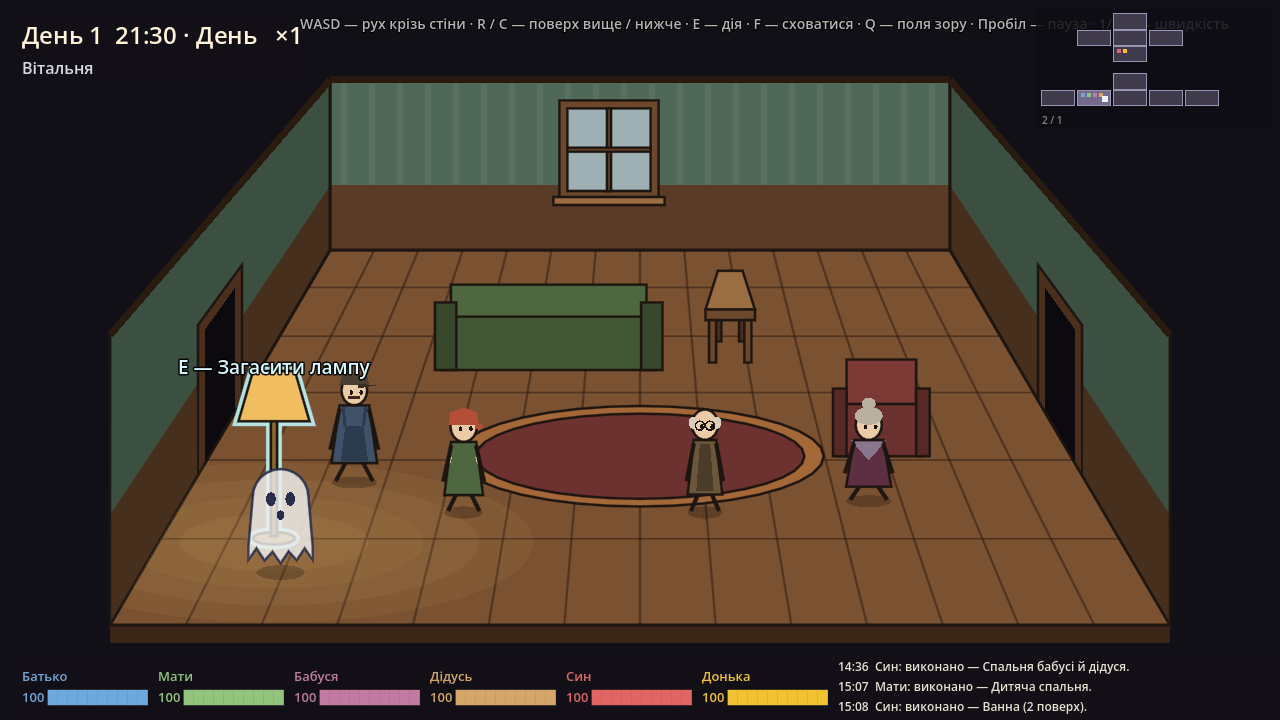 День 1  21:30 · День   ×1
WASD — рух крізь стіни · R / C — поверх вище / нижче · E — дія · F — сховатися · Q — поля зору · Пробіл — пауза · 1/ швидкість
Вітальня
2 / 1
E — Загасити лампу
Батько
Мати
Бабуся
Дідусь
Син
Донька
100
100
100
100
100
100
14:36  Син: виконано — Спальня бабусі й дідуся.
15:07  Мати: виконано — Дитяча спальня.
15:08  Син: виконано — Ванна (2 поверх).